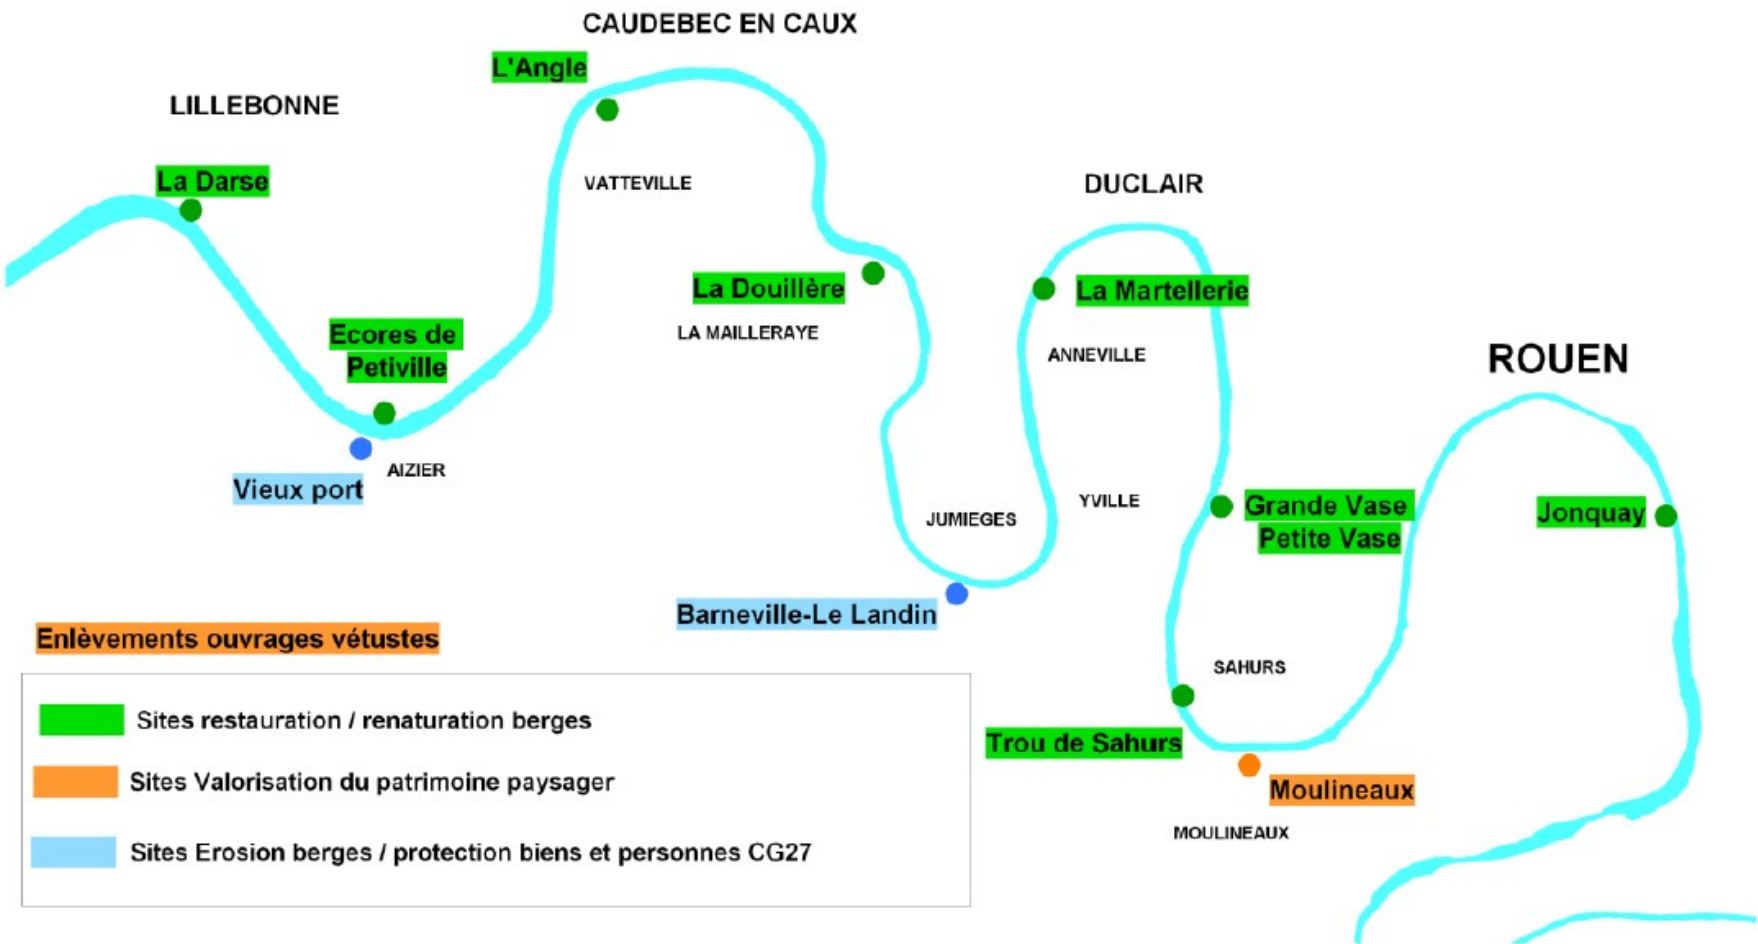 CAUDEBEC EN CAUX
L'Angle
LILLEBONNE
La Darse
VATTEVILLE
DUCLAIR
La Douillère
La Martellerie
LA MAILLERAYE
Ecores de
Petiville
ANNEVILLE
ROUEN
AIZIER
Vieux port
YVILLE
Grande Vase
Petite Vase
Jonquay
JUMIEGES
Barneville-Le Landin
Enlèvements ouvrages vétustes
SAHURS
Sites restauration / renaturation berges
Trou de Sahurs
Sites Valorisation du patrimoine paysager
Moulineaux
MOULINEAUX
Sites Erosion berges / protection biens et personnes CG27